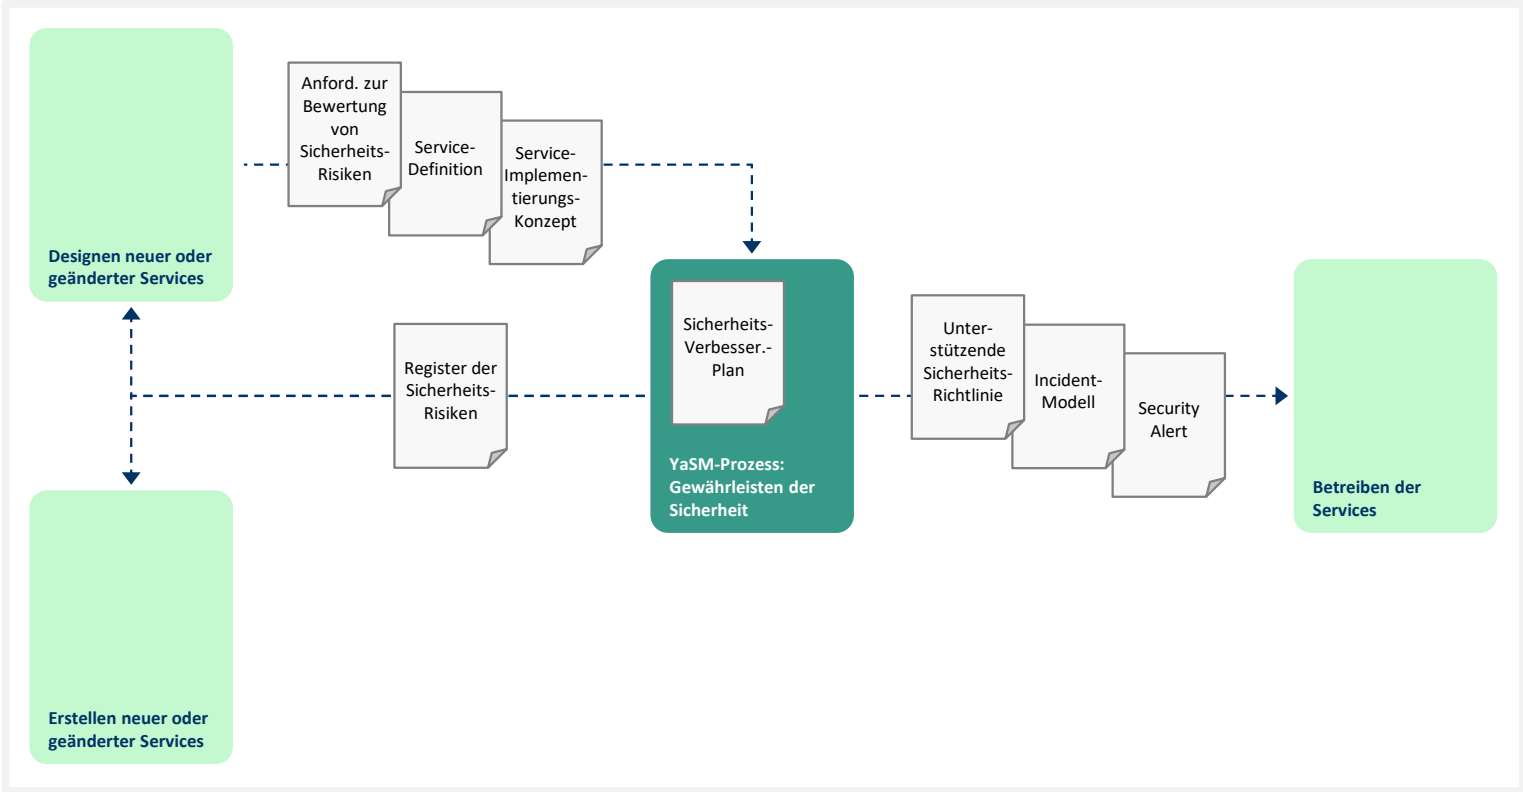 Anford. zur
Bewertung
von
Sicherheits-
Risiken
Service-
Definition
Service-
Implemen-
tierungs-
Konzept
Designen neuer oder
geänderter Services
Register der
Sicherheits-
Risiken
Sicherheits-
Verbesser.-
Plan
YaSM-Prozess:
Gewährleisten der
Sicherheit
Unter-
stützende
Sicherheits-
Richtlinie
Incident-
Modell
Security
Alert
Betreiben der
Services
Erstellen neuer oder
geänderter Services